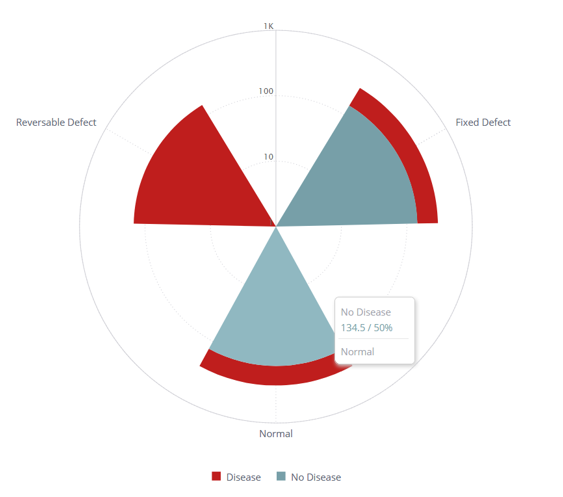 1K
100
10
Reversable Defect
Fixed Defect
No Disease
134.5 / 50%
Normal
Normal
Disease
No Disease